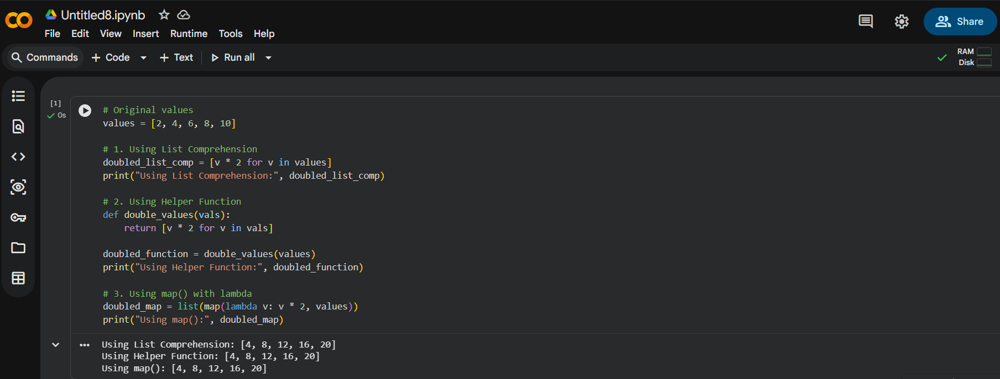 Untitled8.ipynb
File Edit View Insert Runtime Tools Help
Share
Commands + Code + Text Run all
RAM
Disk
[1]
0s
# Original values
values = [2, 4, 6, 8, 10]
# 1. Using List Comprehension
doubled_list_comp = [v * 2 for v in values]
print("Using List Comprehension:", doubled_list_comp)
# 2. Using Helper Function
def double_values(vals):
    return [v * 2 for v in vals]
doubled_function = double_values(values)
print("Using Helper Function:", doubled_function)
# 3. Using map() with lambda
doubled_map = list(map(lambda v: v * 2, values))
print("Using map():", doubled_map)
Using List Comprehension: [4, 8, 12, 16, 20]
Using Helper Function: [4, 8, 12, 16, 20]
Using map(): [4, 8, 12, 16, 20]